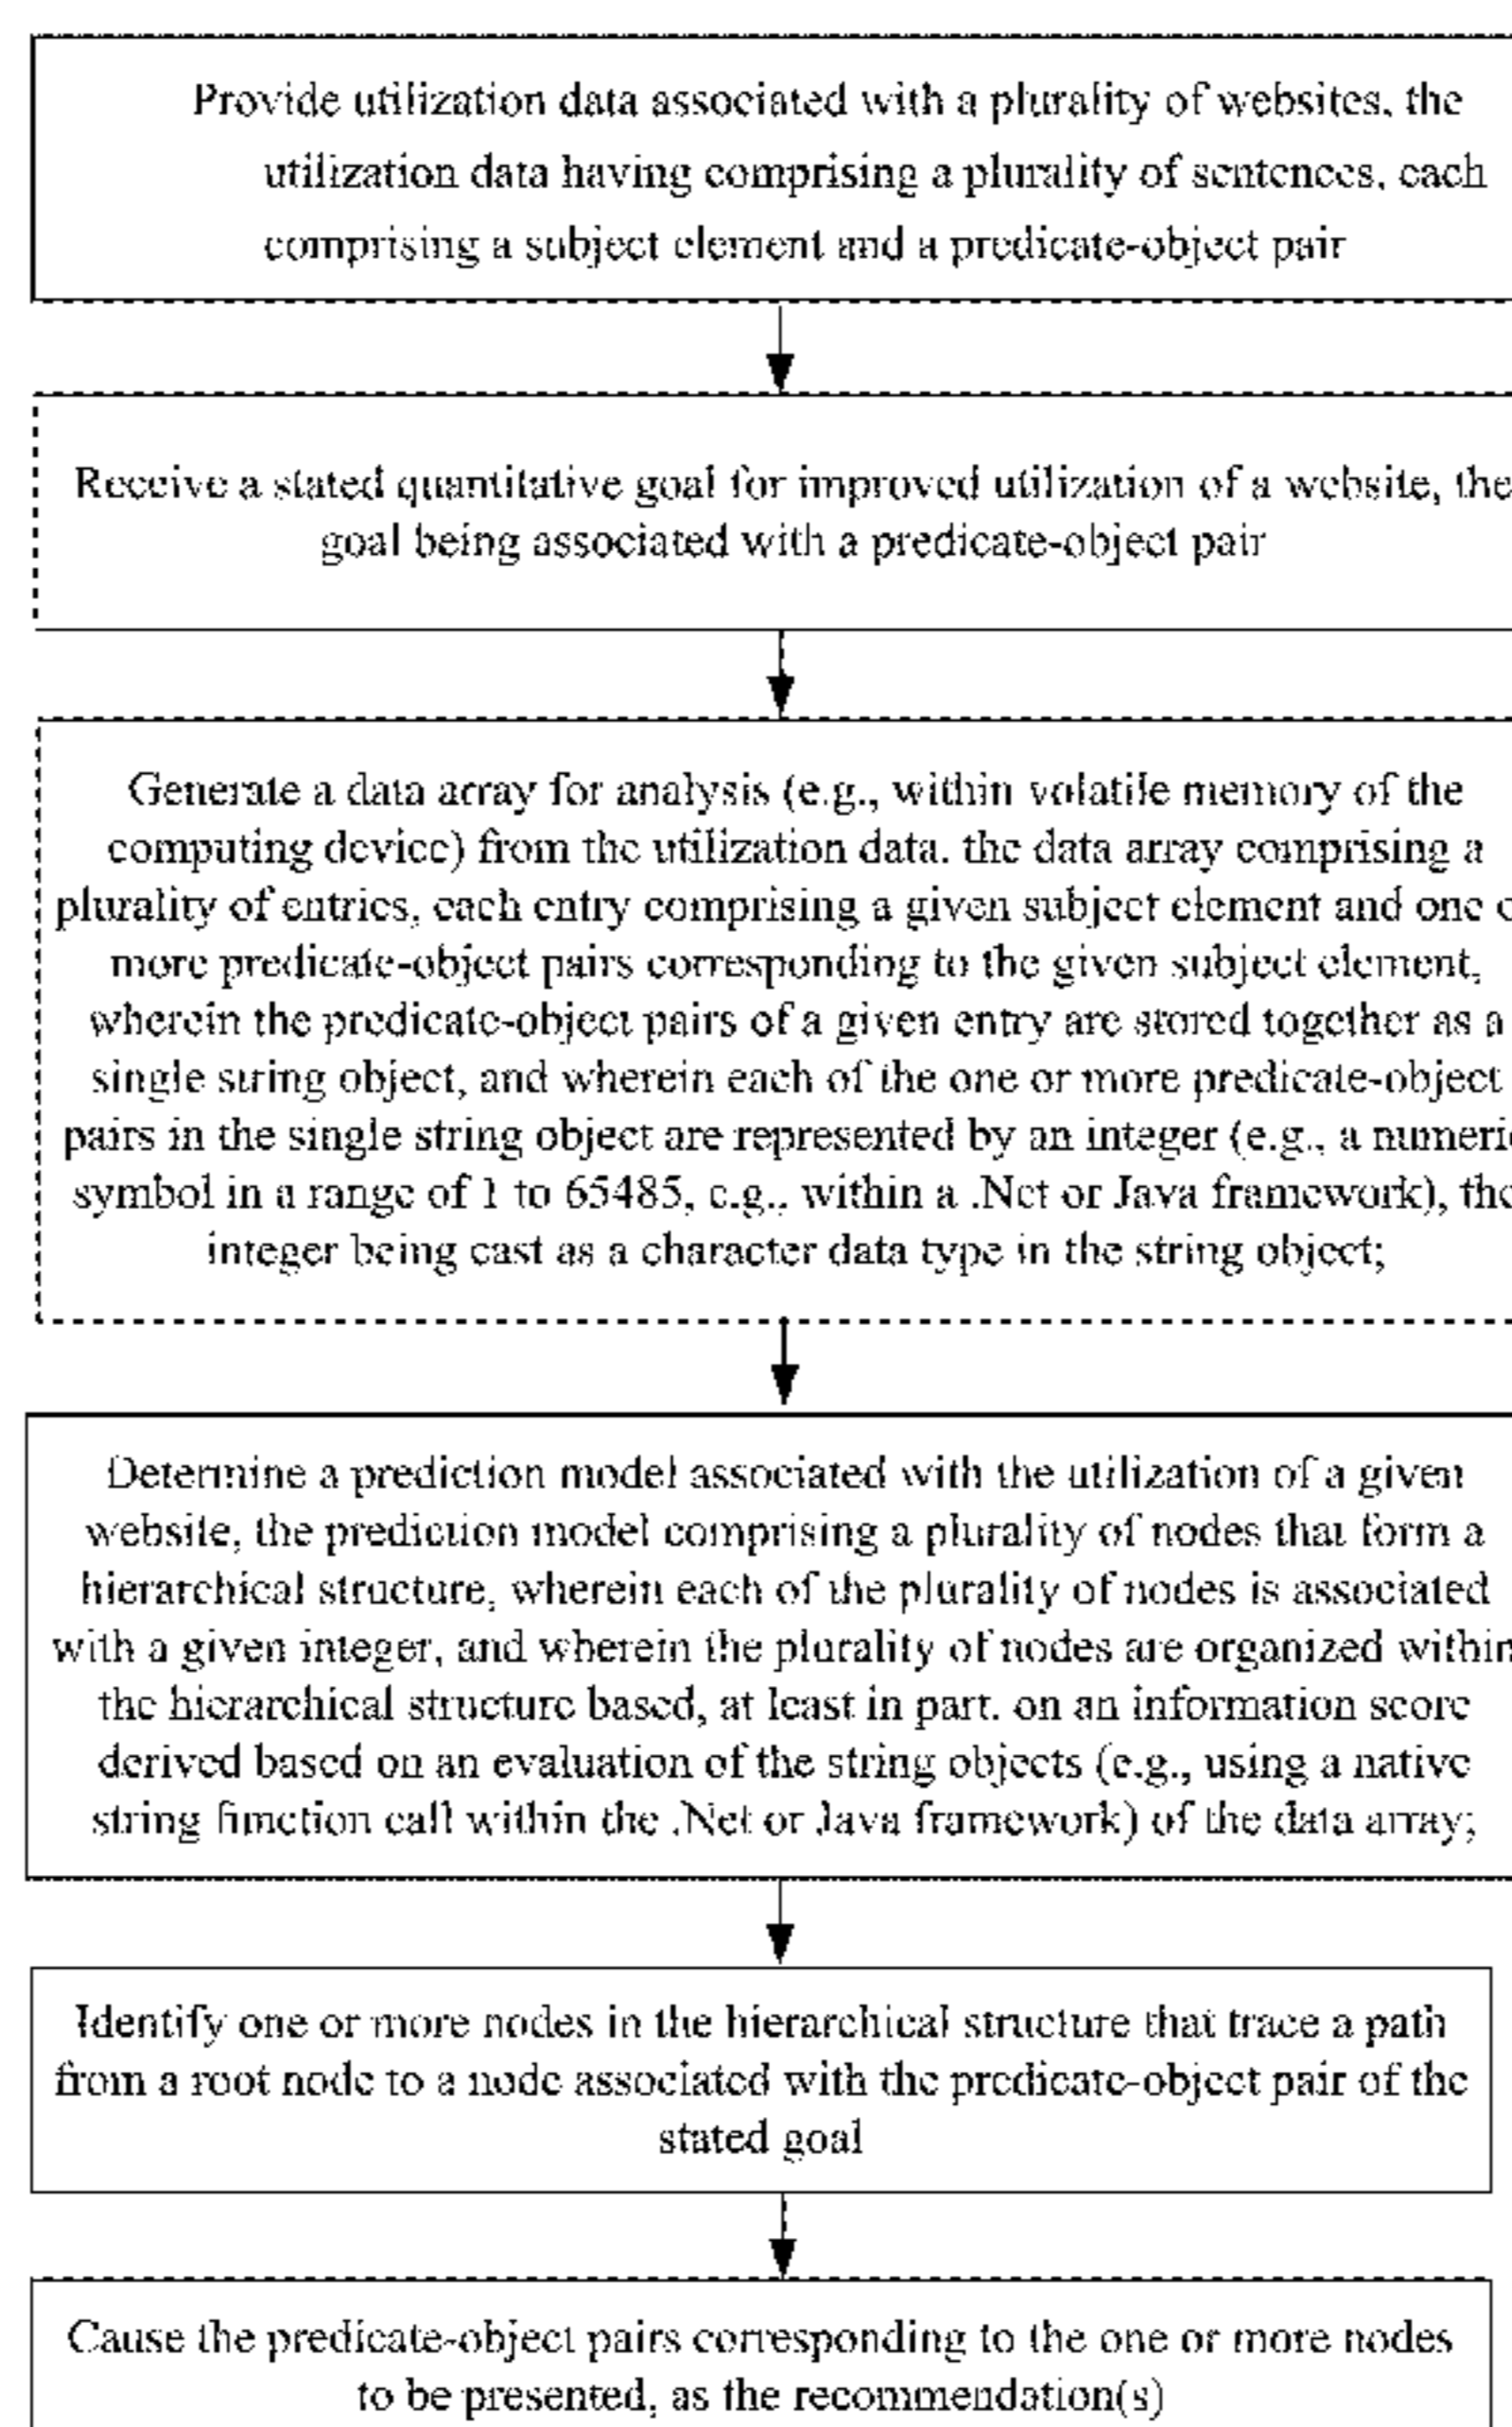 Provide utilization data associated with a plurality of websites, the
utilization data having comprising a plurality of sentences, each
comprising a subject element and a predicate-object pair
Receive a stated quantitative goal for improved utilization of a website, the
goal being associated with a predicate-object pair
Generate a data array for analysis (e.g., within volatile memory of the
computing device) from the utilization data, the data array comprising a
plurality of entries, each entry comprising a given subject element and one
more predicate-object pairs corresponding to the given subject element,
wherein the predicate-object pairs of a given entry are stored together as a
single string object, and wherein each of the one or more predicate-object
pairs in the single string object are represented by an integer (e.g., a numeric
symbol in a range of 1 to 65485, e.g., within a .Net or Java framework), the
integer being cast as a character data type in the string object;
Determine a prediction model associated with the utilization of a given
website, the prediction model comprising a plurality of nodes that form a
hierarchical structure, wherein each of the plurality of nodes is associated
with a given integer, and wherein the plurality of nodes are organized within
the hierarchical structure based, at least in part, on an information score
derived based on an evaluation of the string objects (e.g., using a native
string function call within the .Net or Java framework) of the data array;
Identify one or more nodes in the hierarchical structure that trace a path
from a root node to a node associated with the predicate-object pair of the
stated goal
Cause the predicate-object pairs corresponding to the one or more nodes
to be presented, as the recommendation(s)